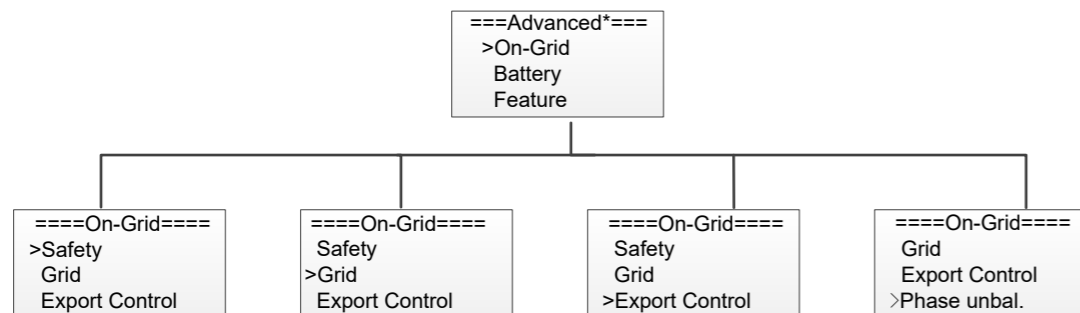 ===Advanced*===
>On-Grid
Battery
Feature
====On-Grid====
>Safety
Grid
Export Control
====On-Grid====
Safety
>Grid
Export Control
====On-Grid====
Safety
Grid
>Export Control
====On-Grid====
Grid
Export Control
>Phase unbal.